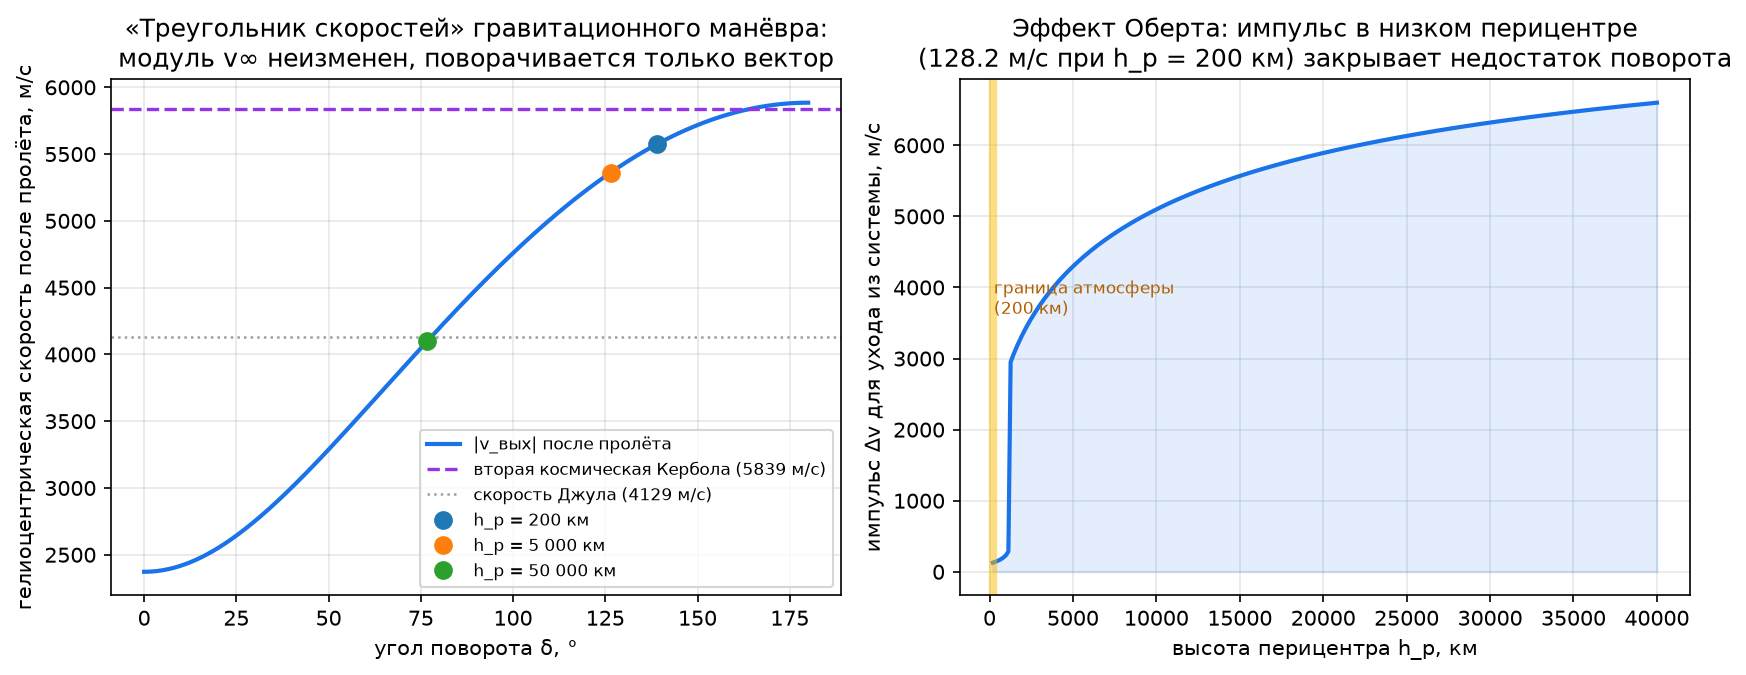 «Треугольник скоростей» гравитационного манёвра:
модуль v∞ неизменен, поворачивается только вектор
гелиоцентрическая скорость после пролёта, м/с
6000
5500
5000
4500
4000
3500
3000
2500
|v_вых| после пролёта
вторая космическая Кербола (5839 м/с)
скорость Джула (4129 м/с)
h_p = 200 км
h_p = 5 000 км
h_p = 50 000 км
0 25 50 75 100 125 150 175
угол поворота δ, °
Эффект Оберта: импульс в низком перицентре
(128.2 м/с при h_p = 200 км) закрывает недостаток поворота
импульс Δv для ухода из системы, м/с
6000
5000
4000
3000
2000
1000
0
граница атмосферы
(200 км)
0 5000 10000 15000 20000 25000 30000 35000 40000
высота перицентра h_p, км